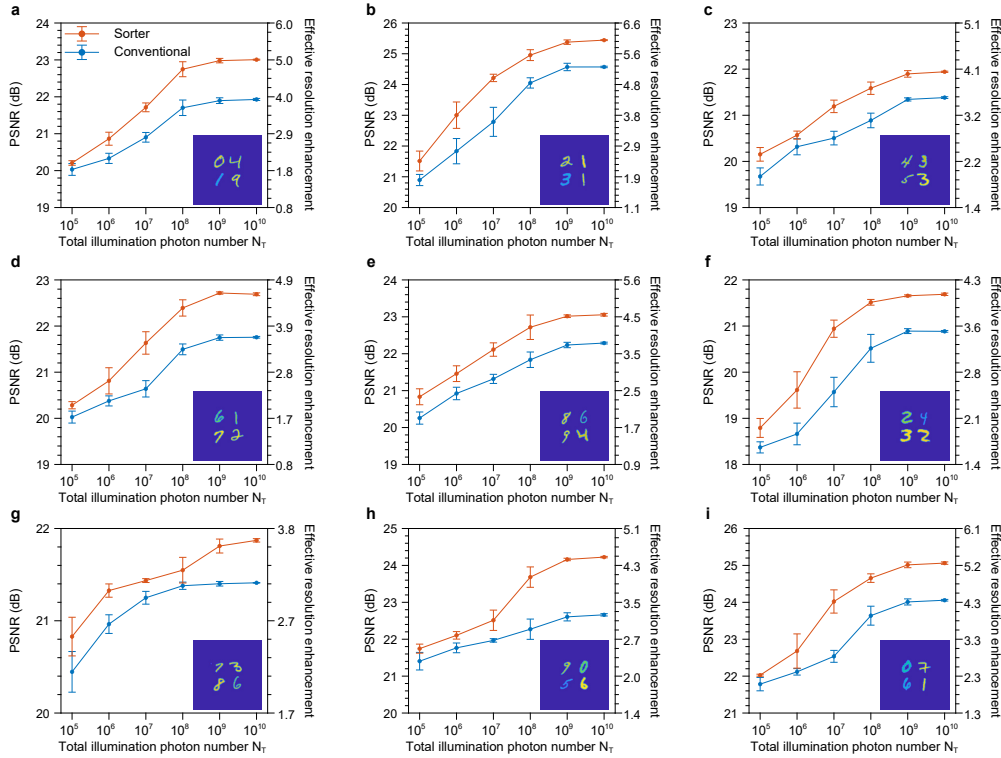 a
24
23
22
21
20
19
PSNR (dB)
Sorter
Conventional
04
19
6.0
5.0
3.9
2.9
1.8
0.8
Effective resolution enhancement
10^5 10^6 10^7 10^8 10^9 10^10
Total illumination photon number N_T
b
26
25
24
23
22
21
20
PSNR (dB)
21
31
6.6
5.6
4.8
3.8
2.9
1.9
1.1
Effective resolution enhancement
10^5 10^6 10^7 10^8 10^9 10^10
Total illumination photon number N_T
c
23
22
21
20
19
PSNR (dB)
43
53
5.1
4.1
3.2
2.2
1.4
Effective resolution enhancement
10^5 10^6 10^7 10^8 10^9 10^10
Total illumination photon number N_T
d
23
22
21
20
19
PSNR (dB)
61
72
4.9
3.9
2.8
1.7
0.8
Effective resolution enhancement
10^5 10^6 10^7 10^8 10^9 10^10
Total illumination photon number N_T
e
24
23
22
21
20
19
PSNR (dB)
86
94
5.6
4.5
3.5
2.5
1.7
0.9
Effective resolution enhancement
10^5 10^6 10^7 10^8 10^9 10^10
Total illumination photon number N_T
f
22
21
20
19
18
PSNR (dB)
24
32
4.3
3.6
2.8
2.1
1.4
Effective resolution enhancement
10^5 10^6 10^7 10^8 10^9 10^10
Total illumination photon number N_T
g
22
21
20
PSNR (dB)
73
86
3.8
2.7
1.7
Effective resolution enhancement
10^5 10^6 10^7 10^8 10^9 10^10
Total illumination photon number N_T
h
25
24
23
22
21
20
PSNR (dB)
90
56
5.1
4.3
3.5
2.7
2.0
1.4
Effective resolution enhancement
10^5 10^6 10^7 10^8 10^9 10^10
Total illumination photon number N_T
i
26
25
24
23
22
21
PSNR (dB)
07
61
6.1
5.2
4.3
3.3
2.3
1.3
Effective resolution enhancement
10^5 10^6 10^7 10^8 10^9 10^10
Total illumination photon number N_T